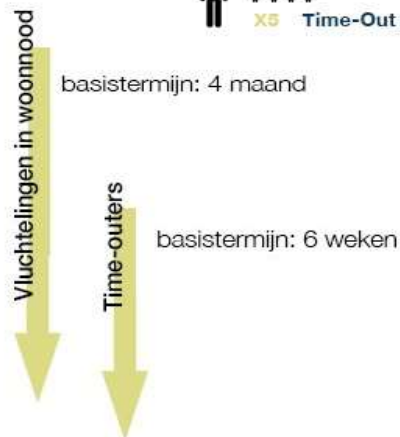 X5 Time-Out
Vluchtelingen in woonnood
basistermijn: 4 maand
Time-outers
basistermijn: 6 weken